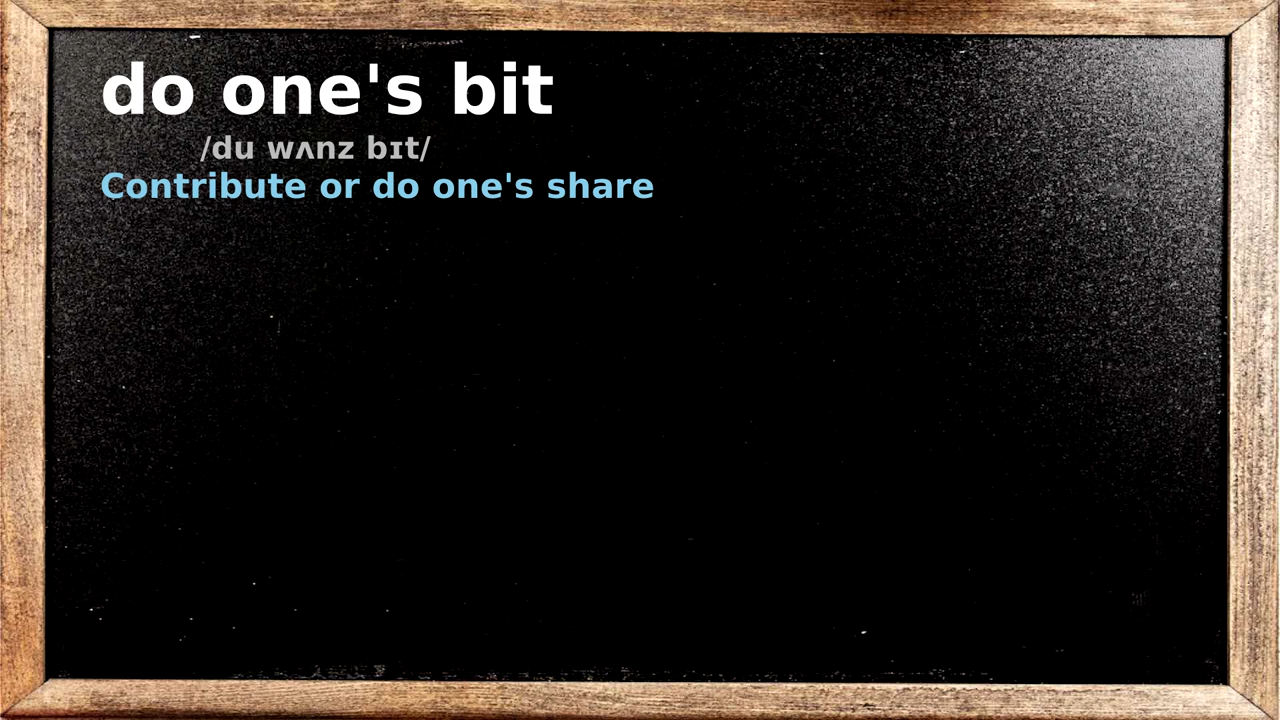 do one's bit
/du wʌnz bɪt/
Contribute or do one's share